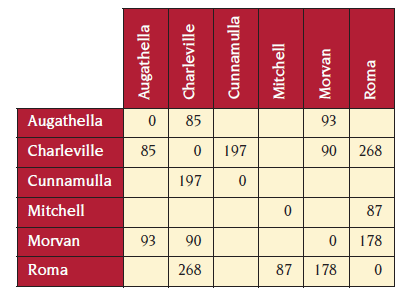 Augathella Charleville Cunnamulla Mitchell Morvan Roma
Augathella 0 85 93
Charleville 85 0 197 90 268
Cunnamulla 197 0
Mitchell 0 87
Morvan 93 90 0 178
Roma 268 87 178 0